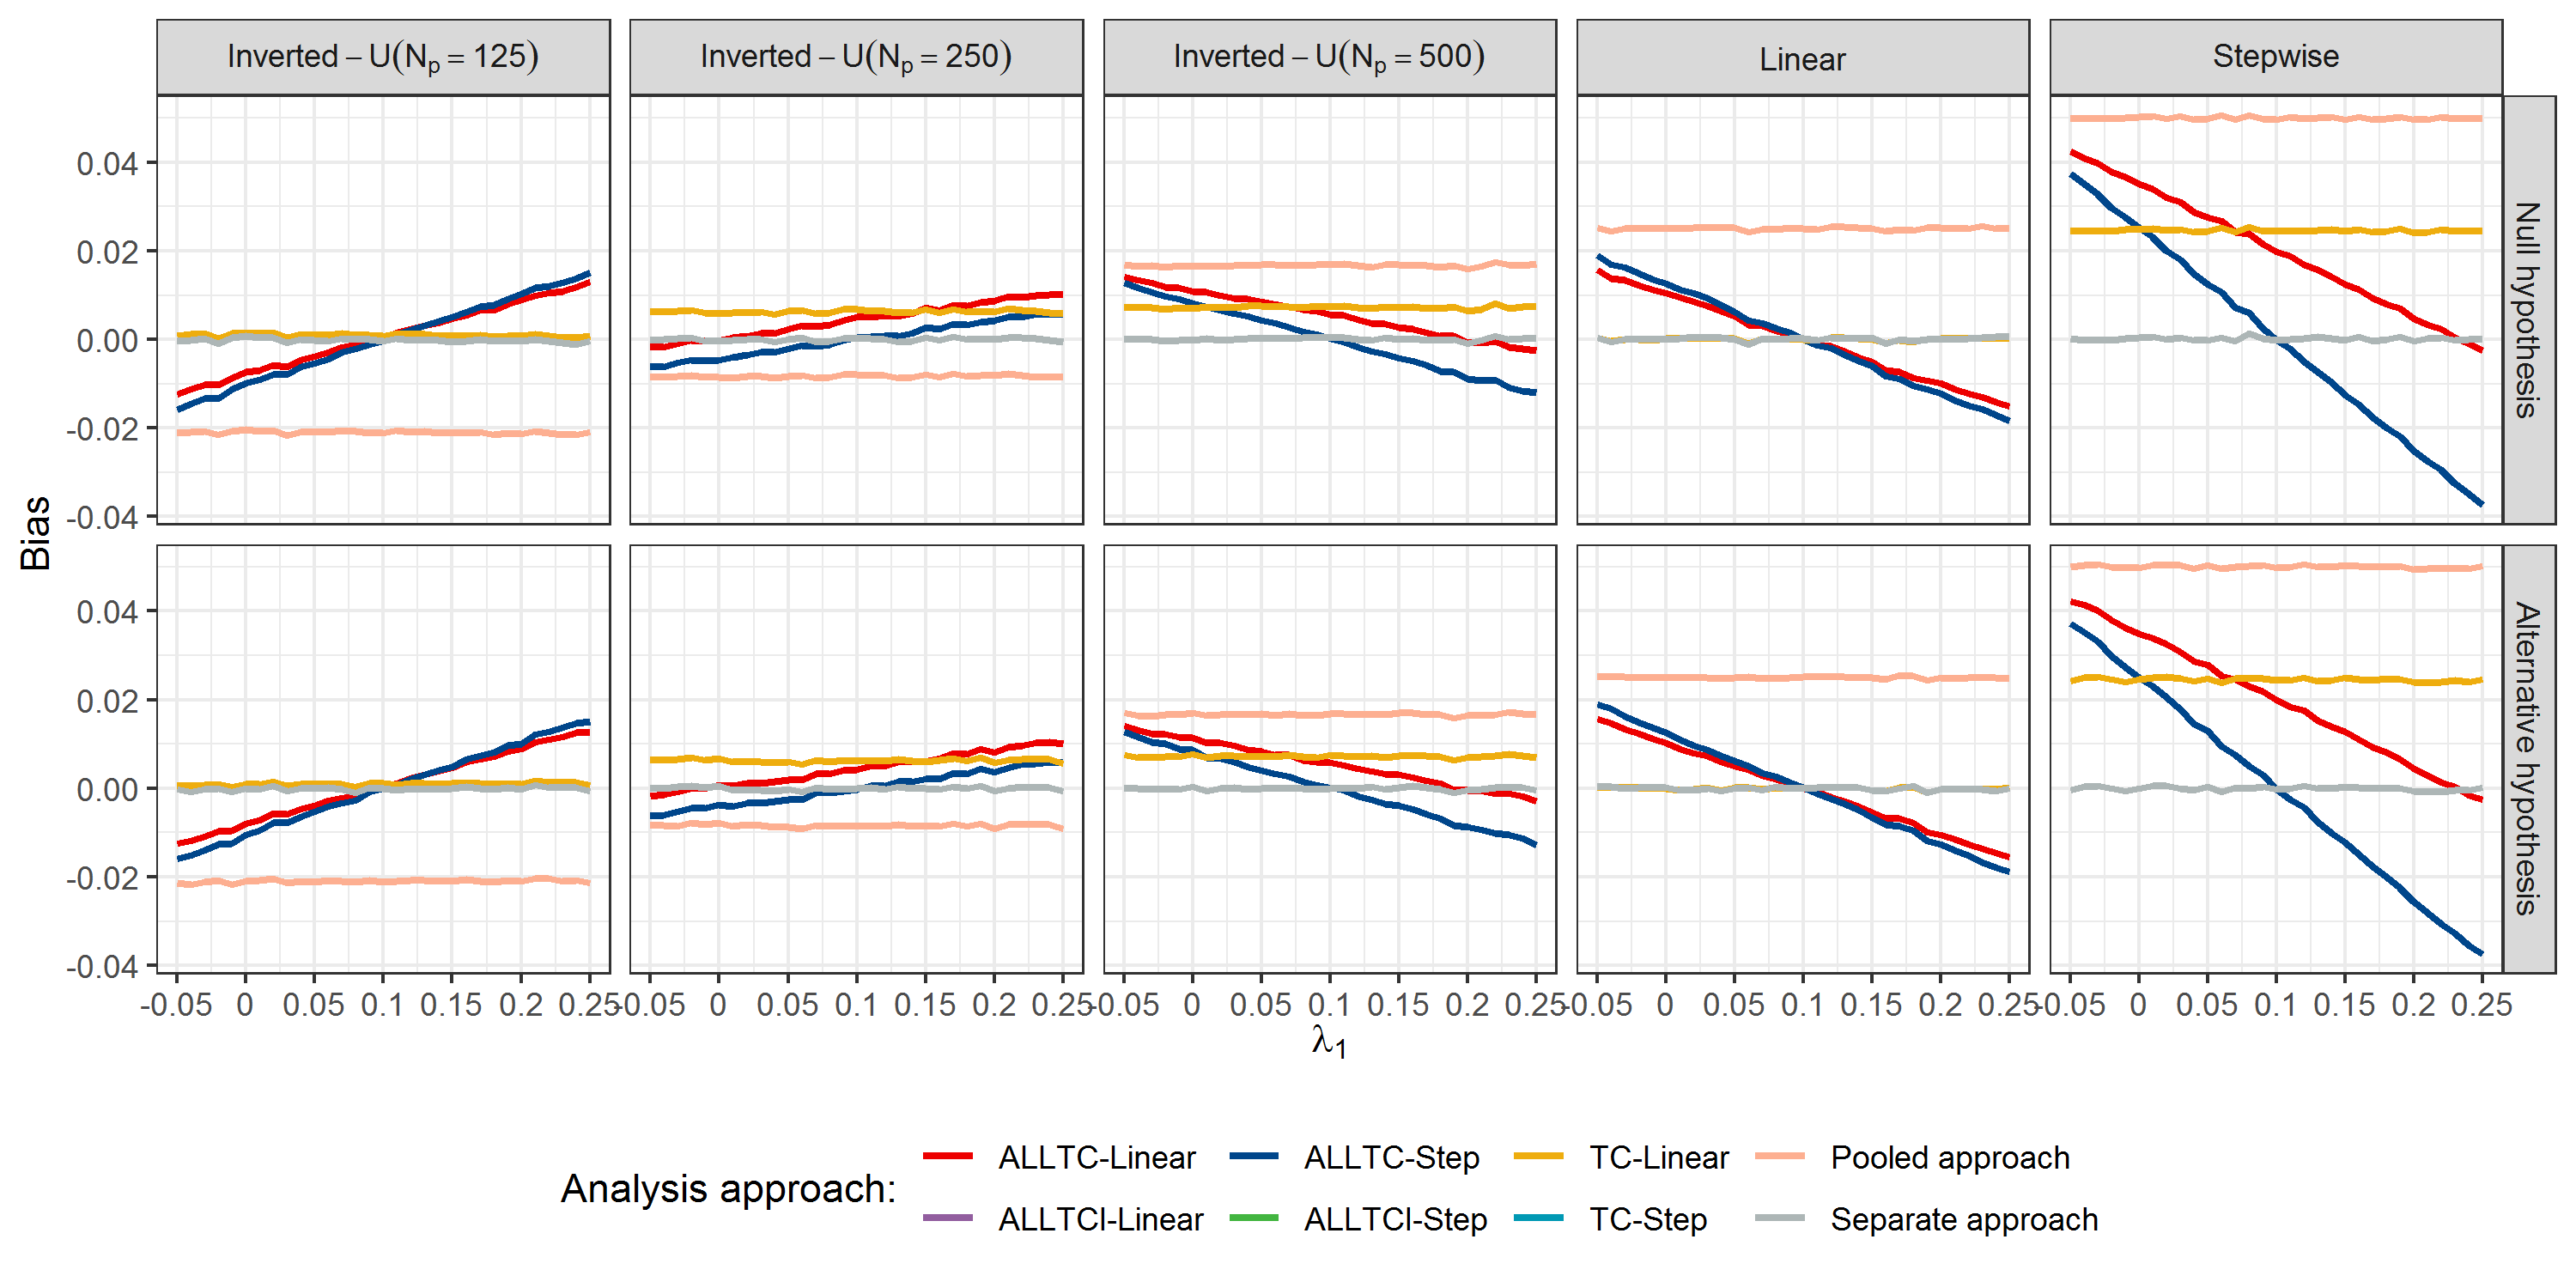 Inverted – U(Np = 125) Inverted – U(Np = 250) Inverted – U(Np = 500) Linear Stepwise
Bias
0.04
0.02
0.00
-0.02
-0.04
Null hypothesis
0.04
0.02
0.00
-0.02
-0.04
Alternative hypothesis
-0.05 0 0.05 0.1 0.15 0.2 0.25 -0.05 0 0.05 0.1 0.15 0.2 0.25 -0.05 0 0.05 0.1 0.15 0.2 0.25 -0.05 0 0.05 0.1 0.15 0.2 0.25 -0.05 0 0.05 0.1 0.15 0.2 0.25
λ1
Analysis approach:
ALLTC-Linear ALLTC-Step TC-Linear Pooled approach
ALLTCI-Linear ALLTCI-Step TC-Step Separate approach